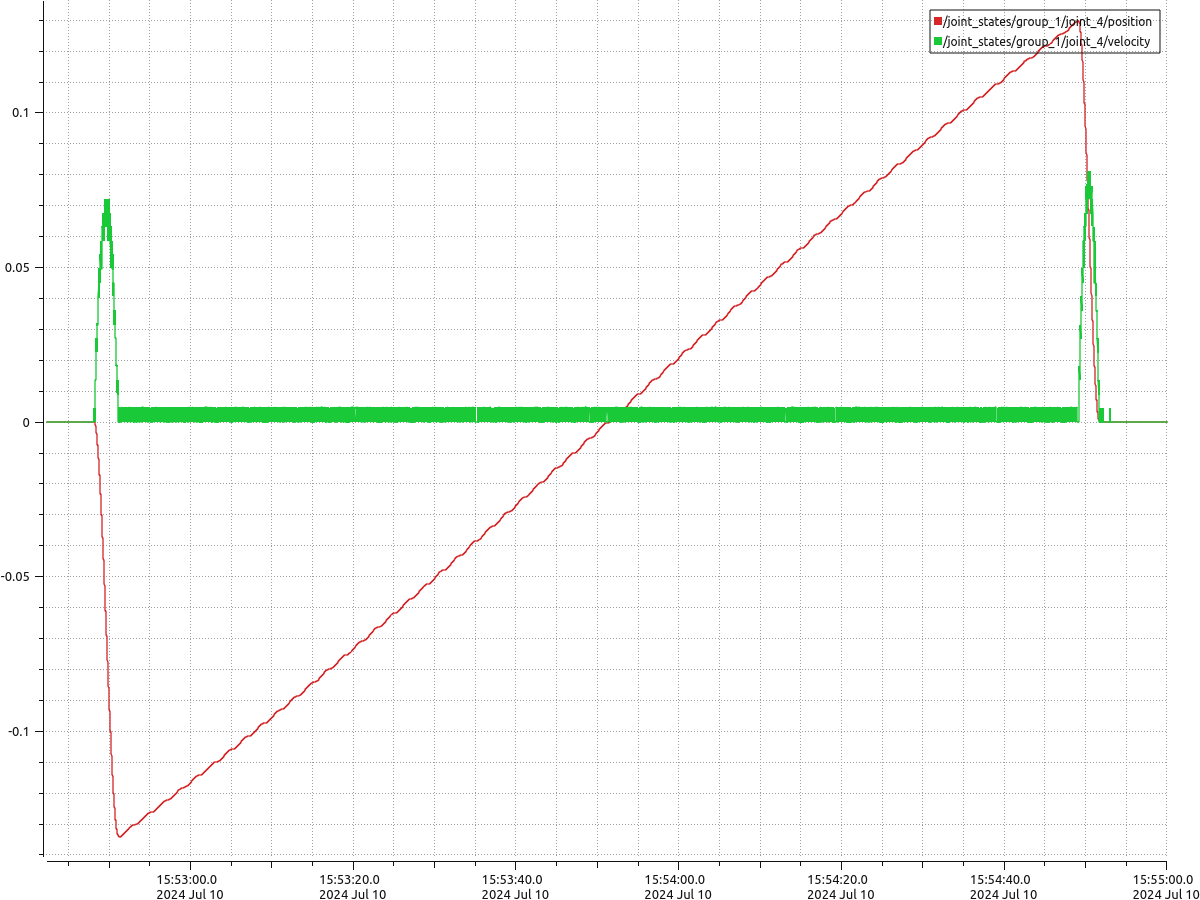 /joint_states/group_1/joint_4/position
/joint_states/group_1/joint_4/velocity
0.1
0.05
0
-0.05
-0.1
15:53:00.0 15:53:20.0 15:53:40.0 15:54:00.0 15:54:20.0 15:54:40.0 15:55:00.0
2024 Jul 10 2024 Jul 10 2024 Jul 10 2024 Jul 10 2024 Jul 10 2024 Jul 10 2024 Jul 10